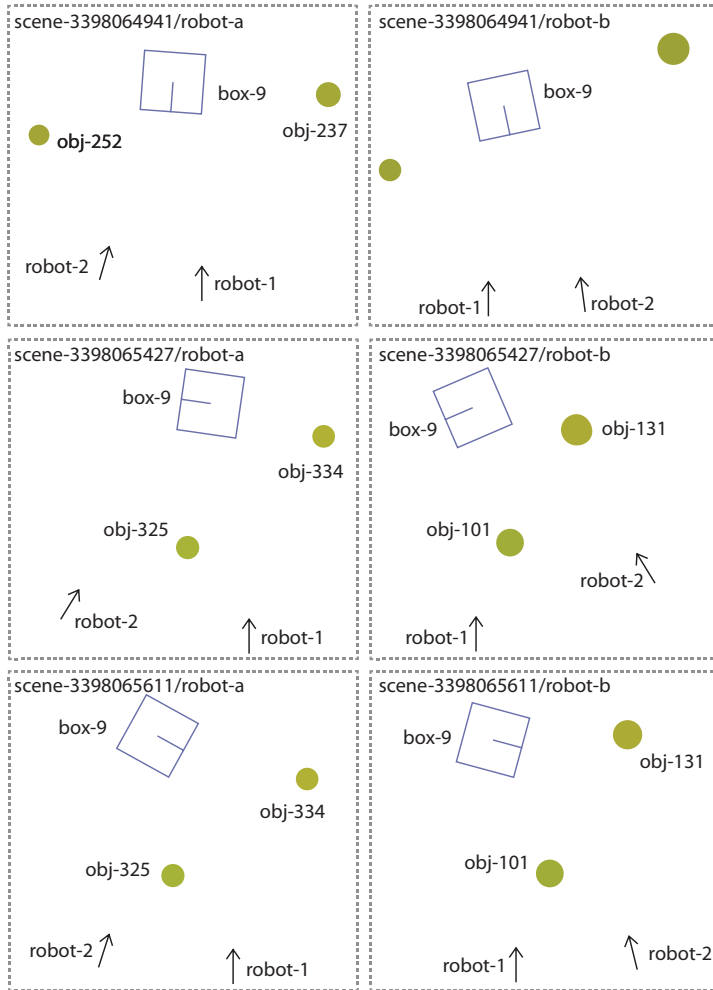 scene-3398064941/robot-a
box-9
obj-237
obj-252
robot-2
robot-1
scene-3398064941/robot-b
box-9
robot-1
robot-2
scene-3398065427/robot-a
box-9
obj-334
obj-325
robot-2
robot-1
scene-3398065427/robot-b
box-9
obj-131
obj-101
robot-2
robot-1
scene-3398065611/robot-a
box-9
obj-334
obj-325
robot-2
robot-1
scene-3398065611/robot-b
box-9
obj-131
obj-101
robot-2
robot-1